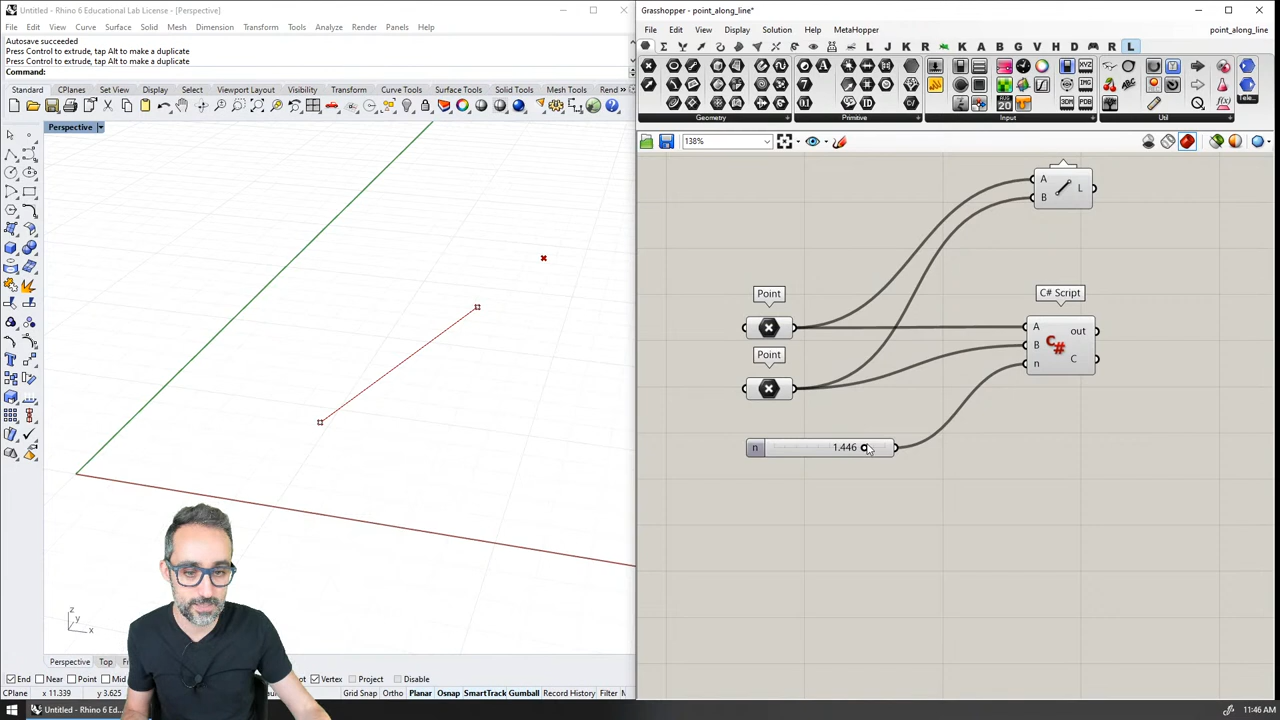 Untitled - Rhino 6 Educational Lab License - [Perspective]
File Edit View Curve Surface Solid Mesh Dimension Transform Tools Analyze Render Panels Help
Autosave succeeded
Press Control to extrude, tap Alt to make a duplicate
Press Control to extrude, tap Alt to make a duplicate
Command:
Standard CPlanes Set View Display Select Viewport Layout Visibility Transform Curve Tools Surface Tools Solid Tools Mesh Tools Rend
Perspective
z
y
x
Perspective Top
End Near Point Mid Vertex Project Disable
CPlane x 11.339 y 3.625 Grid Snap Ortho Planar Osnap SmartTrack Gumball Record History Filter
Grasshopper - point_along_line*
File Edit View Display Solution Help MetaHopper point_along_line*
Geometry Primitive Input Util
138%
A
B
L
Point
Point
C# Script
A
B
n
out
C
n 1.446
Untitled - Rhino 6 Ed...
11:46 AM